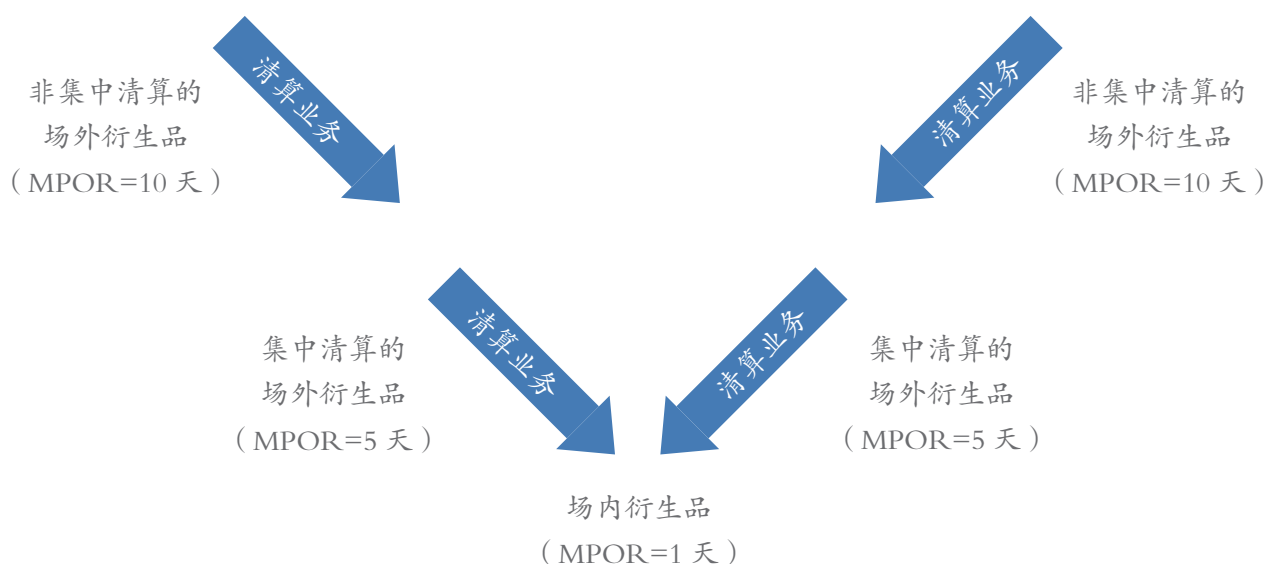 清算业务
非集中清算的
场外衍生品
（MPOR=10 天）
清算业务
非集中清算的
场外衍生品
（MPOR=10 天）
清算业务
集中清算的
场外衍生品
（MPOR=5 天）
清算业务
集中清算的
场外衍生品
（MPOR=5 天）
场内衍生品
（MPOR=1 天）